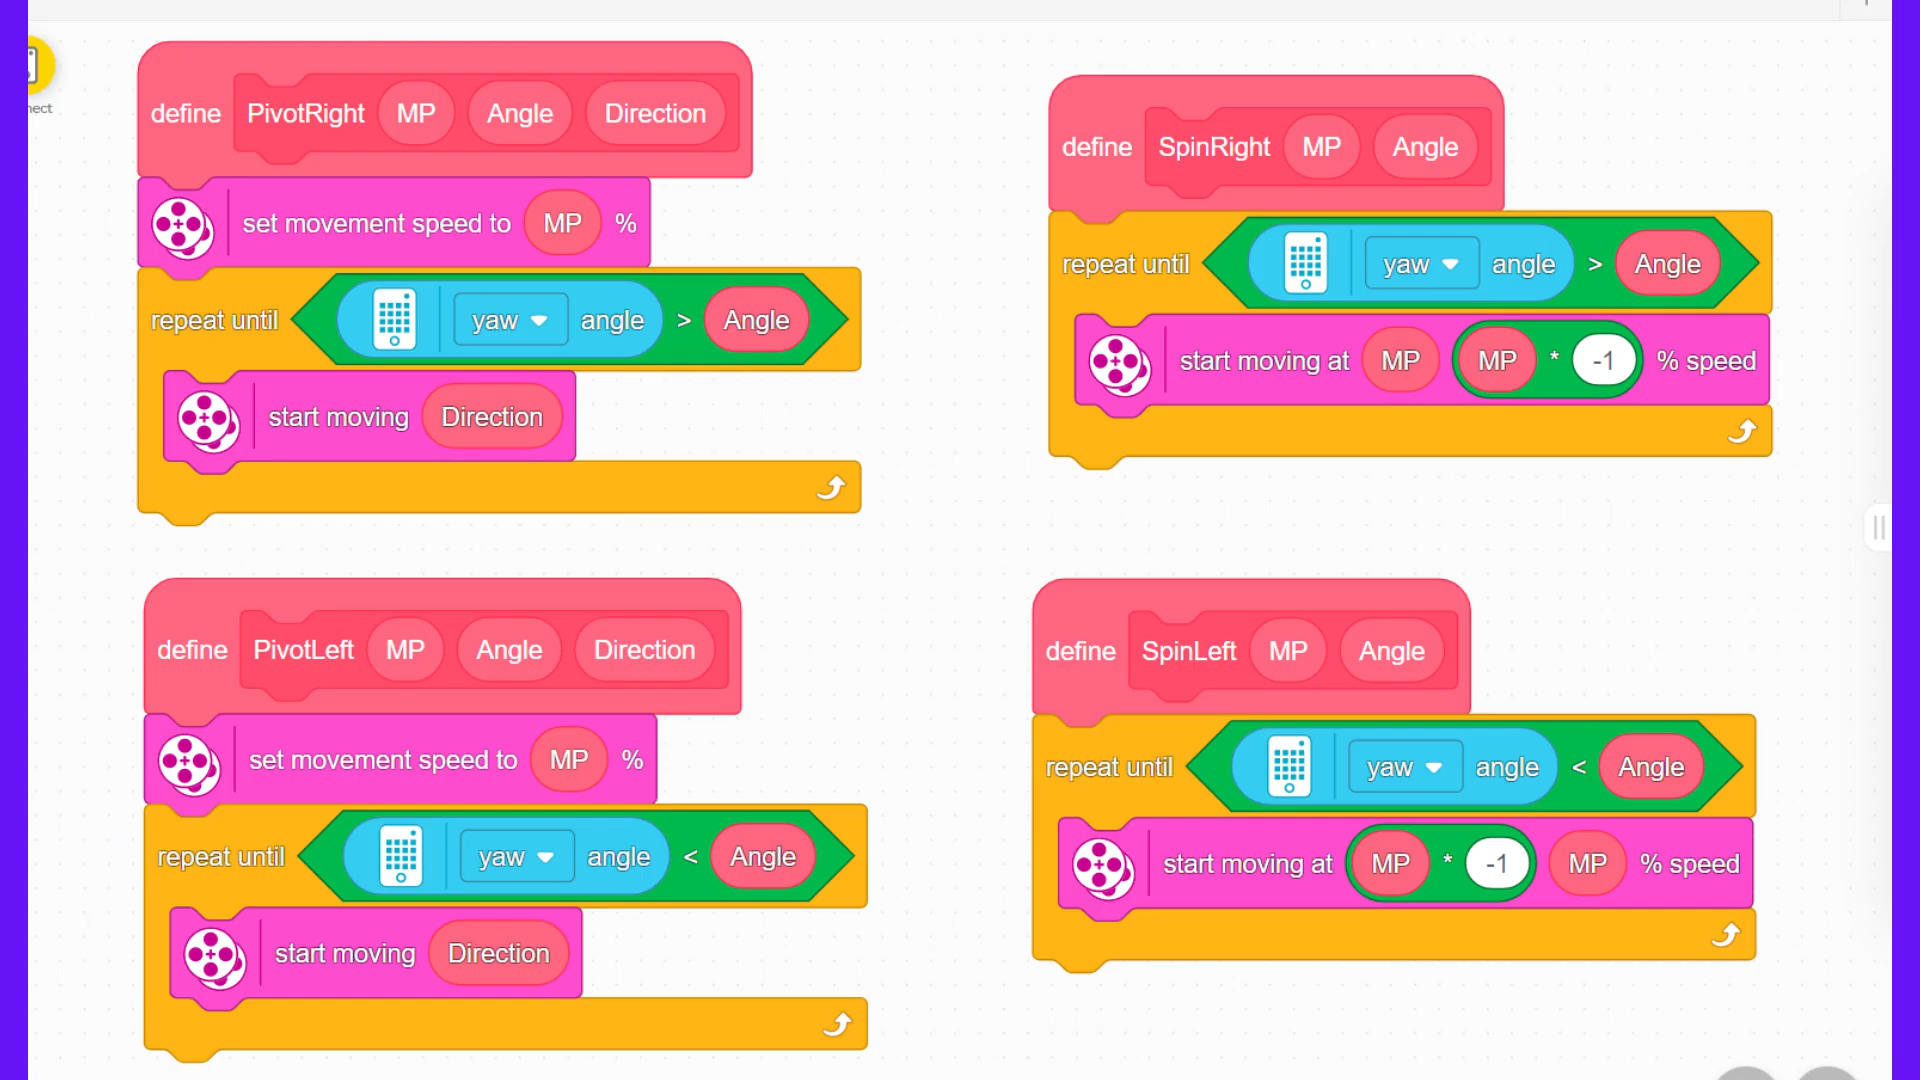 nect
define PivotRight MP Angle Direction
set movement speed to MP %
repeat until yaw angle > Angle
start moving Direction
define SpinRight MP Angle
repeat until yaw angle > Angle
start moving at MP MP * -1 % speed
define PivotLeft MP Angle Direction
set movement speed to MP %
repeat until yaw angle < Angle
start moving Direction
define SpinLeft MP Angle
repeat until yaw angle < Angle
start moving at MP * -1 MP % speed